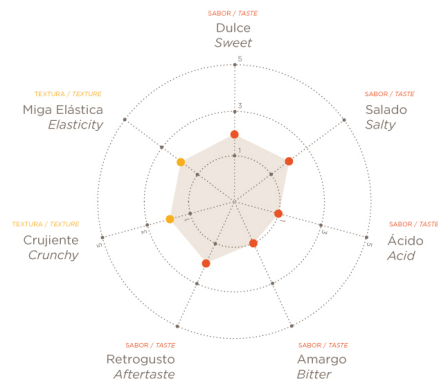 SABOR / TASTE
Dulce
Sweet
5
3
1
TEXTURA / TEXTURE
Miga Elástica
Elasticity
SABOR / TASTE
Salado
Salty
TEXTURA / TEXTURE
Crujiente
Crunchy
5
3
1
1
3
5
SABOR / TASTE
Ácido
Acid
SABOR / TASTE
Retrogusto
Aftertaste
SABOR / TASTE
Amargo
Bitter